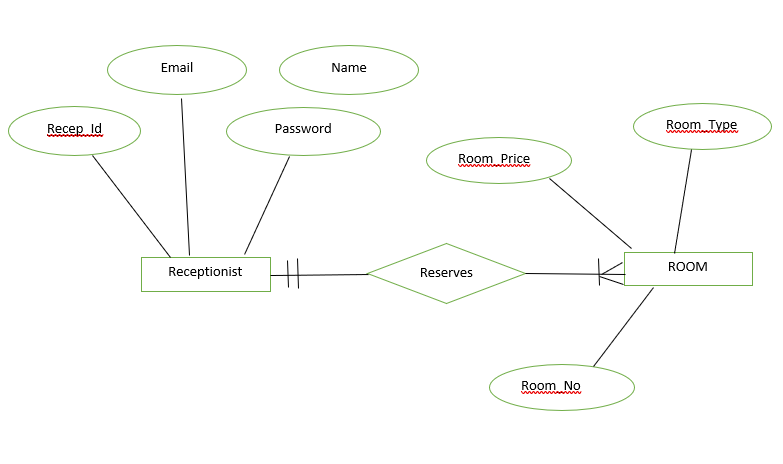 Email
Name
Recep_Id
Password
Room_Type
Room_Price
Receptionist
Reserves
ROOM
Room_No